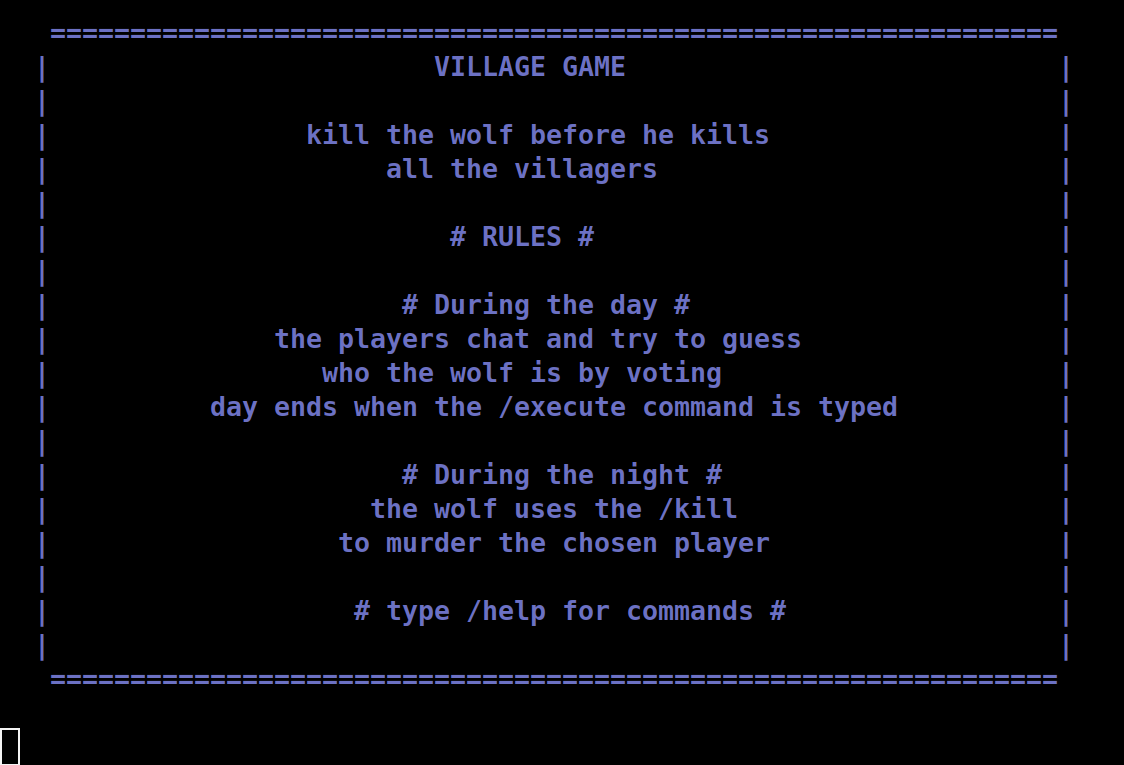 VILLAGE GAME
kill the wolf before he kills
all the villagers
# RULES #
# During the day #
the players chat and try to guess
who the wolf is by voting
day ends when the /execute command is typed
# During the night #
the wolf uses the /kill
to murder the chosen player
# type /help for commands #